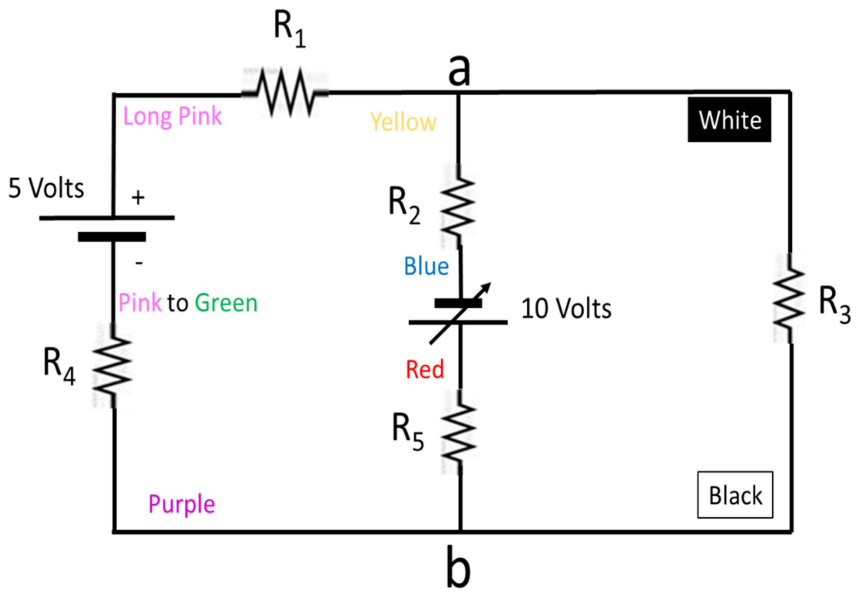 R1
a
Long Pink
Yellow
White
5 Volts
+
R2
-
Blue
Pink to Green
10 Volts
R3
R4
Red
R5
Purple
Black
b